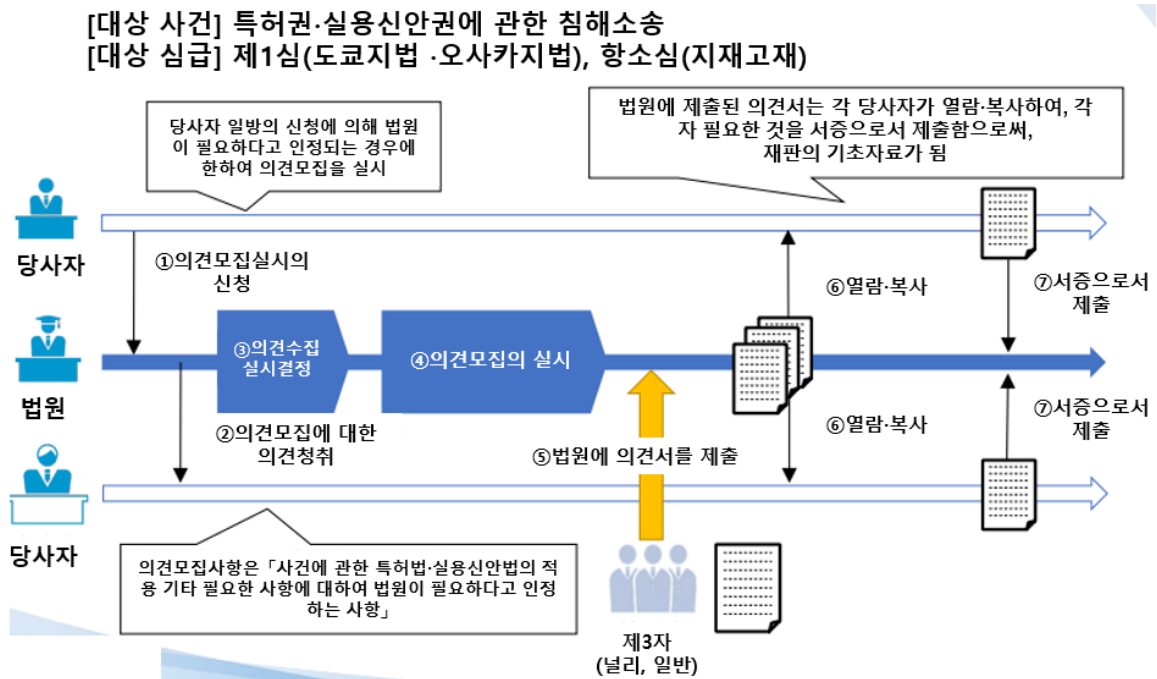 [대상 사건] 특허권·실용신안권에 관한 침해소송
[대상 심급] 제1심(도쿄지법 ·오사카지법), 항소심(지재고재)
당사자 일방의 신청에 의해 법원
이 필요하다고 인정되는 경우에
한하여 의견모집을 실시
법원에 제출된 의견서는 각 당사자가 열람·복사하여, 각
자 필요한 것을 서증으로서 제출함으로써,
재판의 기초자료가 됨
당사자
①의견모집실시의
신청
⑥열람·복사
⑦서증으로서
제출
③의견수집
실시결정
④의견모집의 실시
법원
②의견모집에 대한
의견청취
⑤법원에 의견서를 제출
⑥열람·복사
⑦서증으로서
제출
당사자
의견모집사항은「사건에 관한 특허법·실용신안법의 적
용 기타 필요한 사항에 대하여 법원이 필요하다고 인정
하는 사항」
제3자
(널리, 일반)